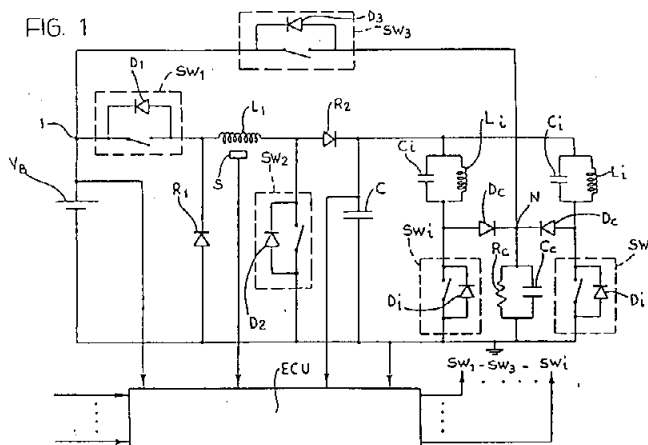 FIG. 1
D3
SW3
D1
SW1
1
L1
R2
SW2
S
Ci
Li
Ci
Li
VB
R1
C
Dc
N
Dc
SWi
Rc
Cc
SW
D2
Di
Di
ECU
SW1 - SW3 - SWi